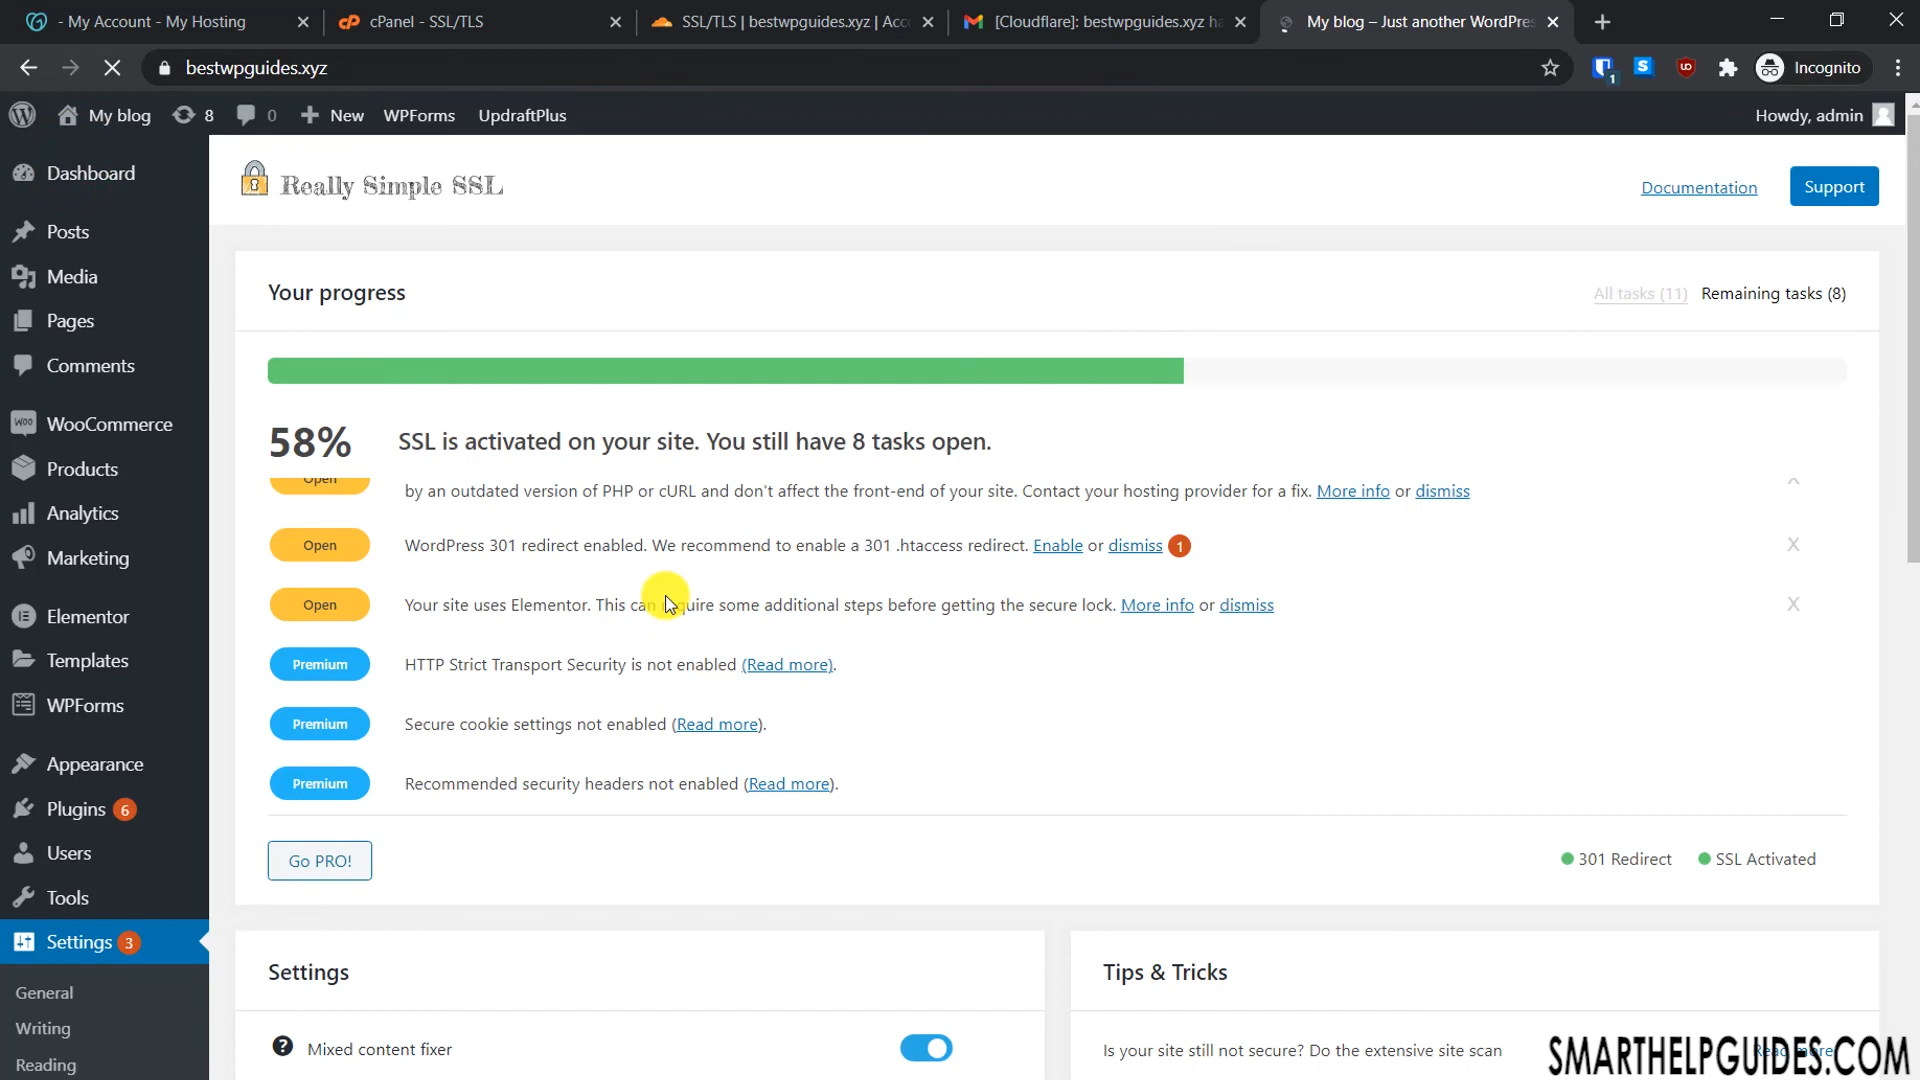 - My Account - My Hosting
cPanel - SSL/TLS
SSL/TLS | bestwpguides.xyz | Acc
[Cloudflare]: bestwpguides.xyz ha
My blog – Just another WordPres
bestwpguides.xyz
1
Incognito
My blog
8
0
New
WPForms
UpdraftPlus
Howdy, admin
Dashboard
Posts
Media
Pages
Comments
WooCommerce
Products
Analytics
Marketing
Elementor
Templates
WPForms
Appearance
Plugins 6
Users
Tools
Settings 3
General
Writing
Reading
Really Simple SSL
Documentation
Support
Your progress
All tasks (11) Remaining tasks (8)
58%
SSL is activated on your site. You still have 8 tasks open.
Open
by an outdated version of PHP or cURL and don't affect the front-end of your site. Contact your hosting provider for a fix. More info or dismiss
Open
WordPress 301 redirect enabled. We recommend to enable a 301 .htaccess redirect. Enable or dismiss 1
X
Open
Your site uses Elementor. This can require some additional steps before getting the secure lock. More info or dismiss
X
Premium
HTTP Strict Transport Security is not enabled (Read more).
Premium
Secure cookie settings not enabled (Read more).
Premium
Recommended security headers not enabled (Read more).
Go PRO!
301 Redirect
SSL Activated
Settings
Mixed content fixer
Tips & Tricks
Is your site still not secure? Do the extensive site scan
Read more
SMARTHELPGUIDES.COM